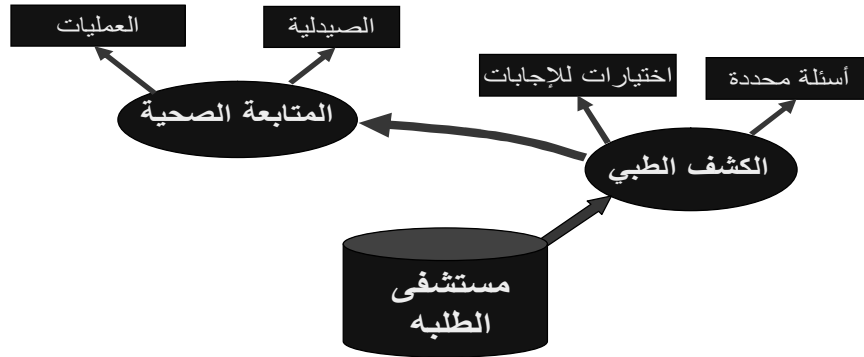 الصيدلية
العمليات
أسئلة محددة
اختيارات للإجابات
المتابعة الصحية
الكشف الطبي
مستشفى
الطلبه